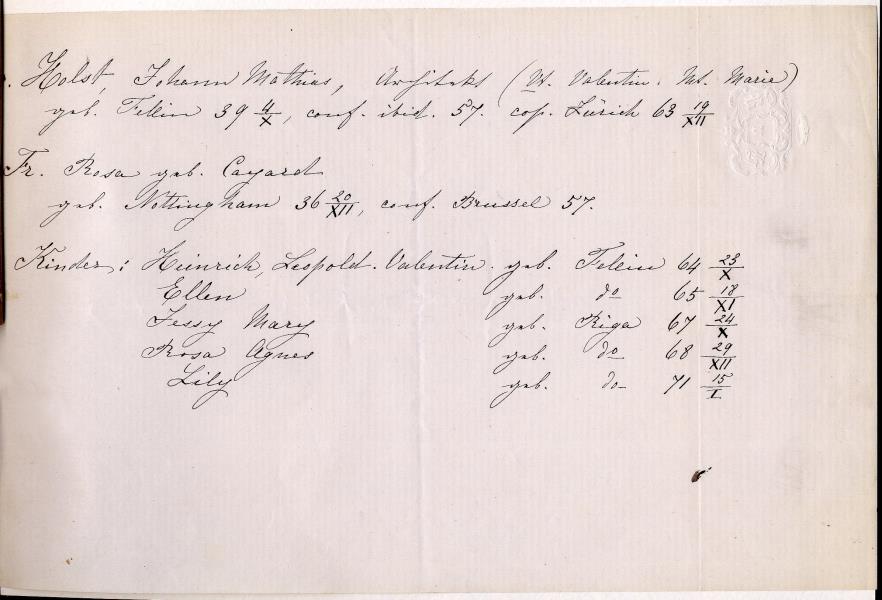 . Holst, Johann Mathias, Architekt (Vt. Valentin. Mt. Marie)
geb. Fellin 39 4/X, conf. ibid. 57. cop. Zürich 63 19/XII
Fr. Rosa geb. Cayard
geb. Nottingham 36 20/XII, conf. Brussel 57.
Kinder: Heinrich, Leopold. Valentin. geb. Felein 64 23/X
Ellen geb. do 65 18/XI
Jessy Mary geb. Riga 67 24/X
Rosa Agnes geb. do 68 29/XII
Lily geb. do 71 15/I